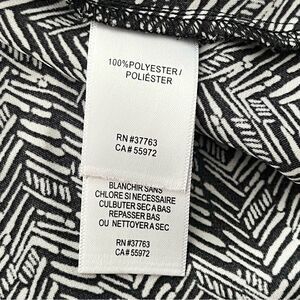 100%POLYESTER/
POLIÉSTER
RN #37763
CA# 55972
BLANCHIR SANS
CHLORE SI NECESSAIRE
CULBUTER SEC A BAS
REPASSER BAS
OU NETTOYER A SEC
RN #37763
CA# 55972